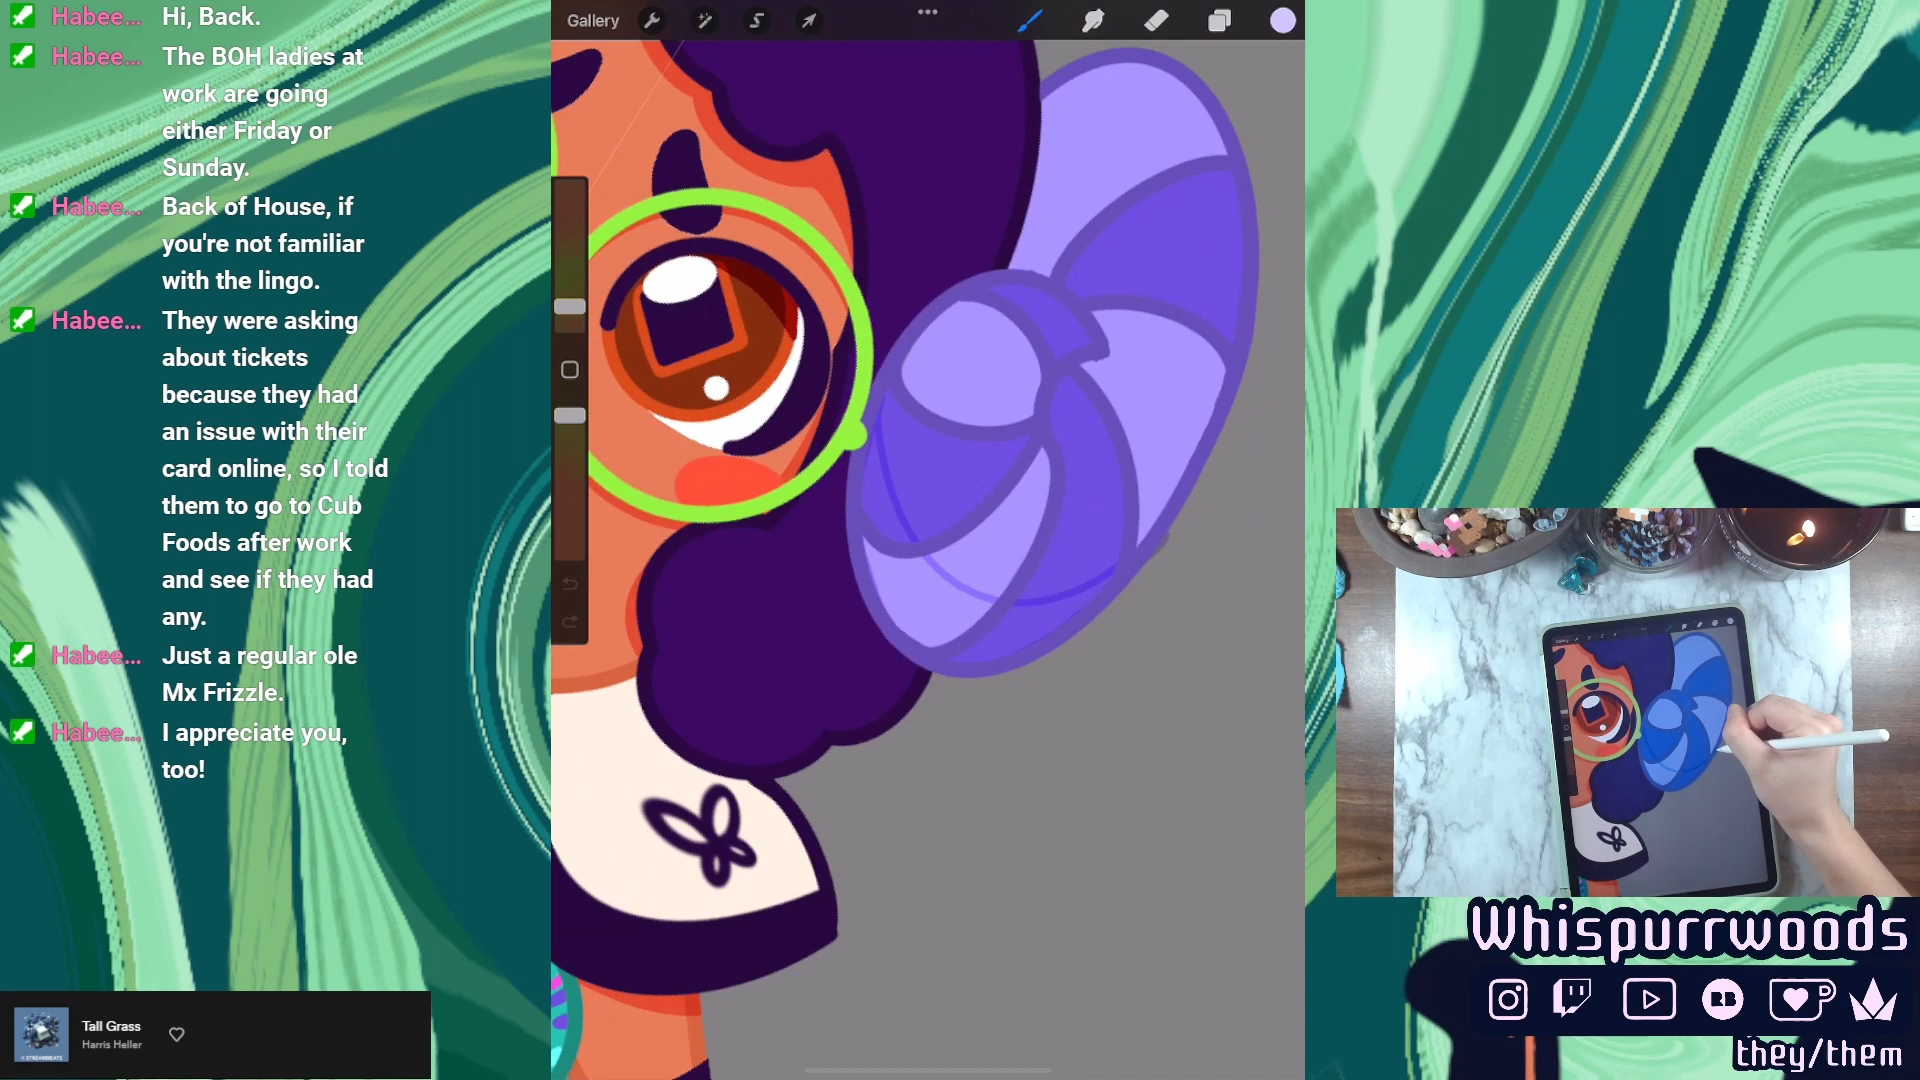 Habee... Hi, Back.
Habee... The BOH ladies at
work are going
either Friday or
Sunday.
Habee... Back of House, if
you're not familiar
with the lingo.
Habee... They were asking
about tickets
because they had
an issue with their
card online, so I told
them to go to Cub
Foods after work
and see if they had
any.
Habee... Just a regular ole
Mx Frizzle.
Habee... I appreciate you,
too!
Tall Grass
Harris Heller
Gallery
Whispurrwoods
RB
they/them